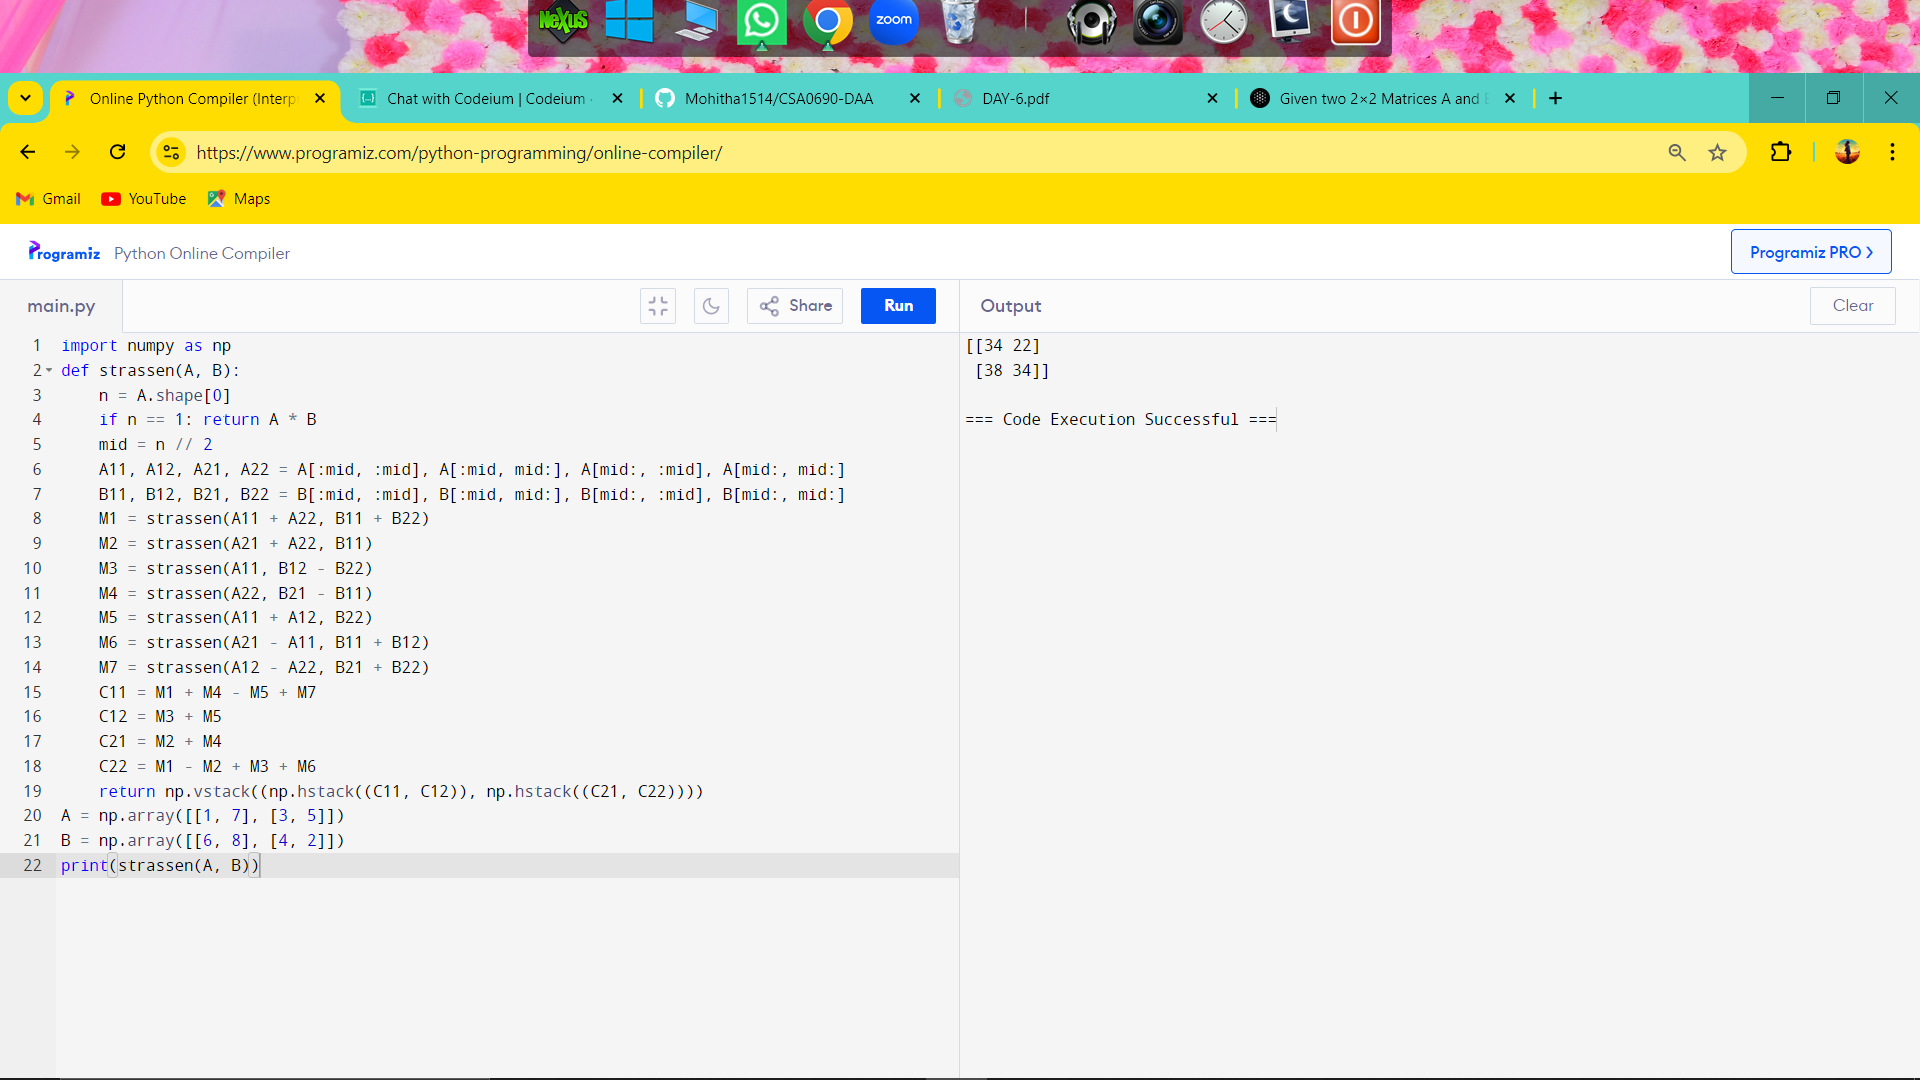 NeXuS
zoom
Online Python Compiler (Interp
Chat with Codeium | Codeium ·
Mohitha1514/CSA0690-DAA
DAY-6.pdf
Given two 2×2 Matrices A and B
https://www.programiz.com/python-programming/online-compiler/
Gmail
YouTube
Maps
Programiz
Python Online Compiler
Programiz PRO >
main.py
Share
Run
Output
Clear
1 import numpy as np
2 def strassen(A, B):
3     n = A.shape[0]
4     if n == 1: return A * B
5     mid = n // 2
6     A11, A12, A21, A22 = A[:mid, :mid], A[:mid, mid:], A[mid:, :mid], A[mid:, mid:]
7     B11, B12, B21, B22 = B[:mid, :mid], B[:mid, mid:], B[mid:, :mid], B[mid:, mid:]
8     M1 = strassen(A11 + A22, B11 + B22)
9     M2 = strassen(A21 + A22, B11)
10     M3 = strassen(A11, B12 - B22)
11     M4 = strassen(A22, B21 - B11)
12     M5 = strassen(A11 + A12, B22)
13     M6 = strassen(A21 - A11, B11 + B12)
14     M7 = strassen(A12 - A22, B21 + B22)
15     C11 = M1 + M4 - M5 + M7
16     C12 = M3 + M5
17     C21 = M2 + M4
18     C22 = M1 - M2 + M3 + M6
19     return np.vstack((np.hstack((C11, C12)), np.hstack((C21, C22))))
20 A = np.array([[1, 7], [3, 5]])
21 B = np.array([[6, 8], [4, 2]])
22 print(strassen(A, B))
[[34 22]
 [38 34]]
=== Code Execution Successful ===